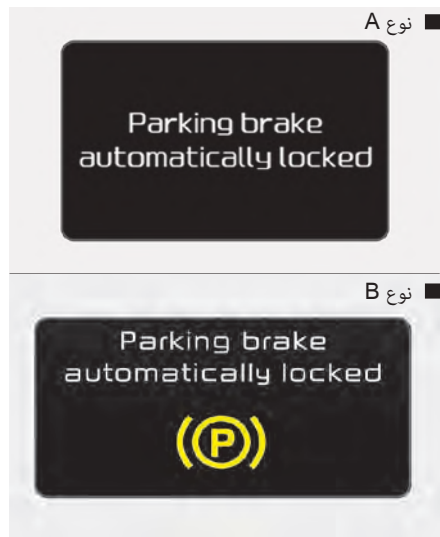 ■ نوع A
Parking brake
automatically locked
■ نوع B
Parking brake
automatically locked
((P))